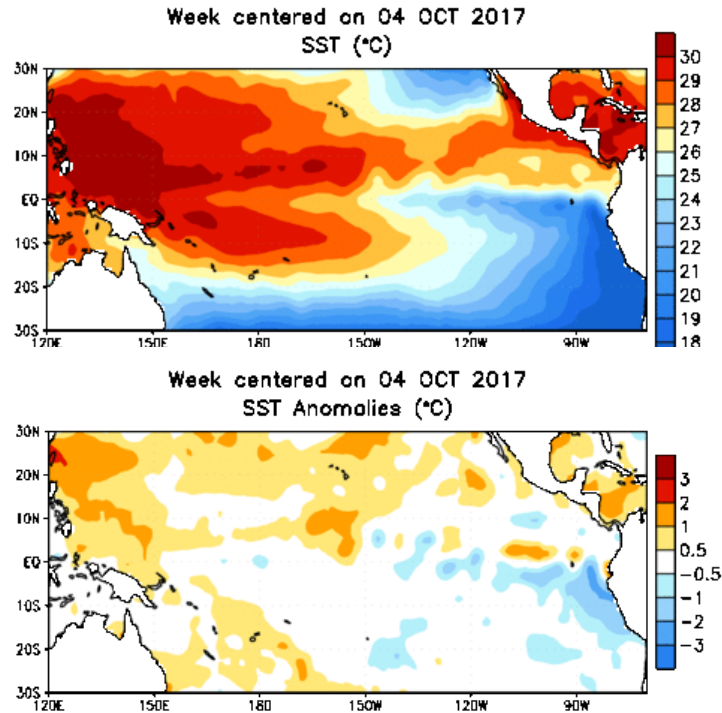 Week centered on 04 OCT 2017
SST (°C)
30N
20N
10N
EQ
10S
20S
30S
120E 150E 180 150W 120W 90W
30
29
28
27
26
25
24
23
22
21
20
19
18
Week centered on 04 OCT 2017
SST Anomalies (°C)
30N
20N
10N
EQ
10S
20S
30S
120E 150E 180 150W 120W 90W
3
2
1
0.5
-0.5
-1
-2
-3